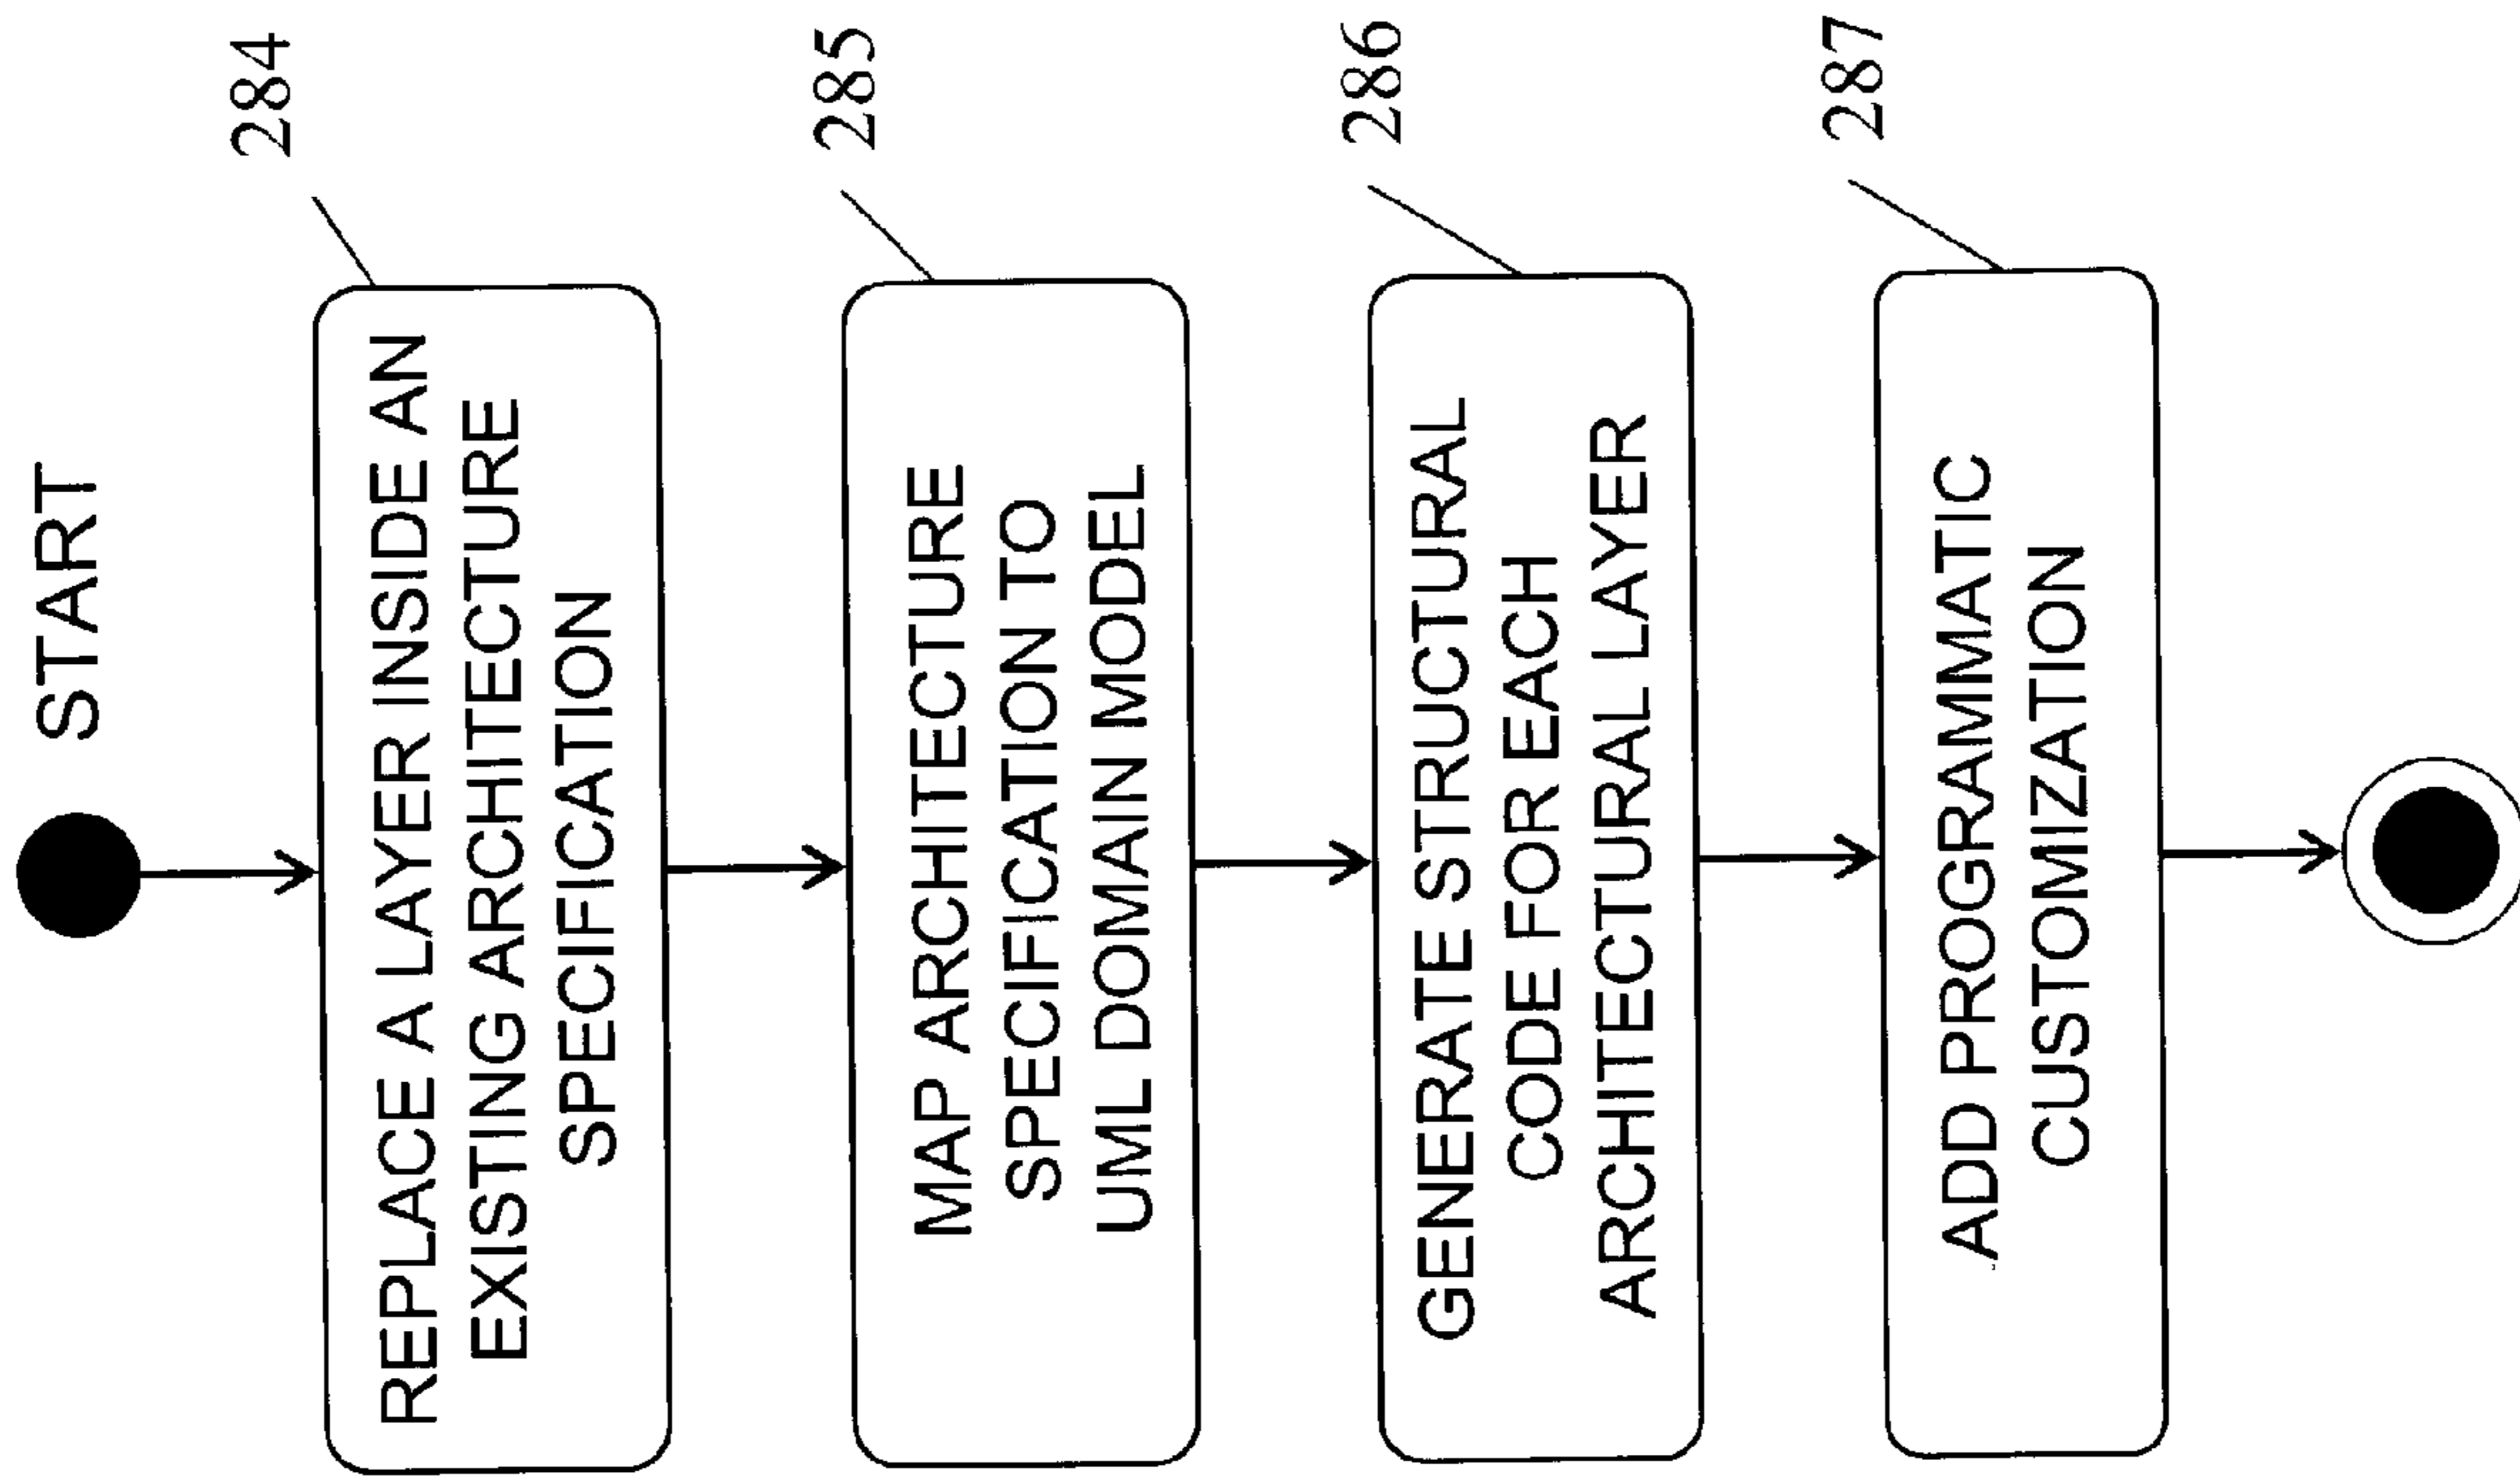 START
284
REPLACE A LAYER INSIDE AN
EXISTING ARCHITECTURE
SPECIFICATION
285
MAP ARCHITECTURE
SPECIFICATION TO
UML DOMAIN MODEL
286
GENERATE STRUCTURAL
CODE FOR EACH
ARCHITECTURAL LAYER
287
ADD PROGRAMMATIC
CUSTOMIZATION